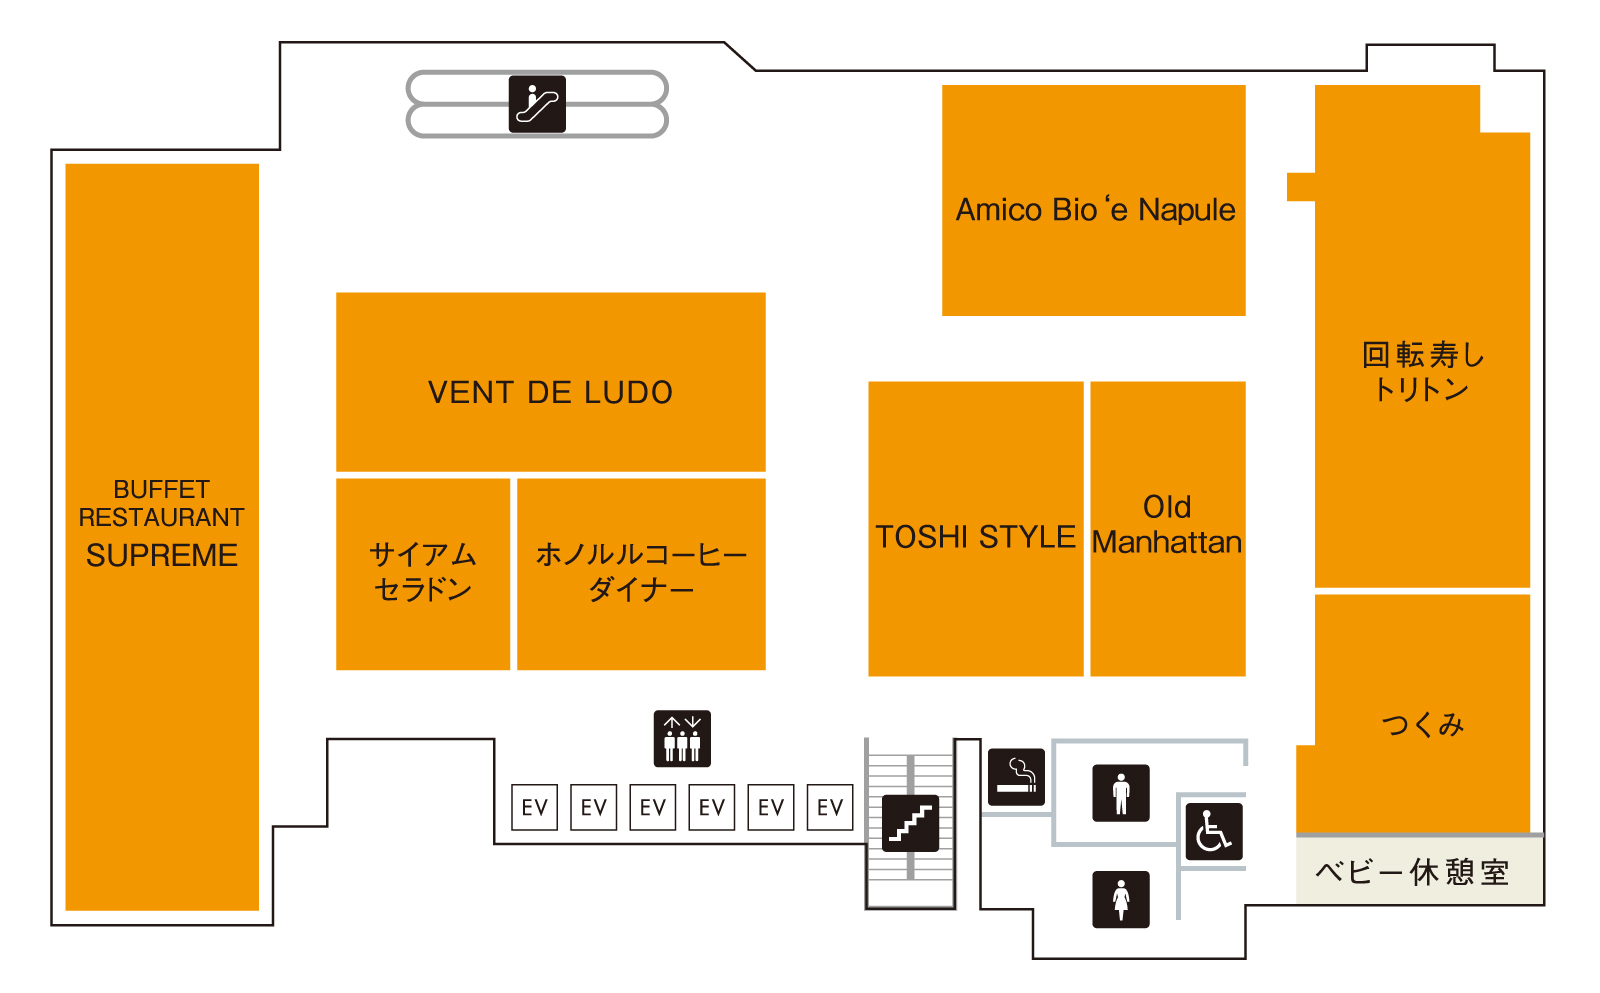 Amico Bio ‘e Napule
回転寿し
トリトン
VENT DE LUDO
BUFFET
RESTAURANT
SUPREME
サイアム
セラドン
ホノルルコーヒー
ダイナー
TOSHI STYLE
Old
Manhattan
つくみ
EV EV EV EV EV EV
ベビー休憩室